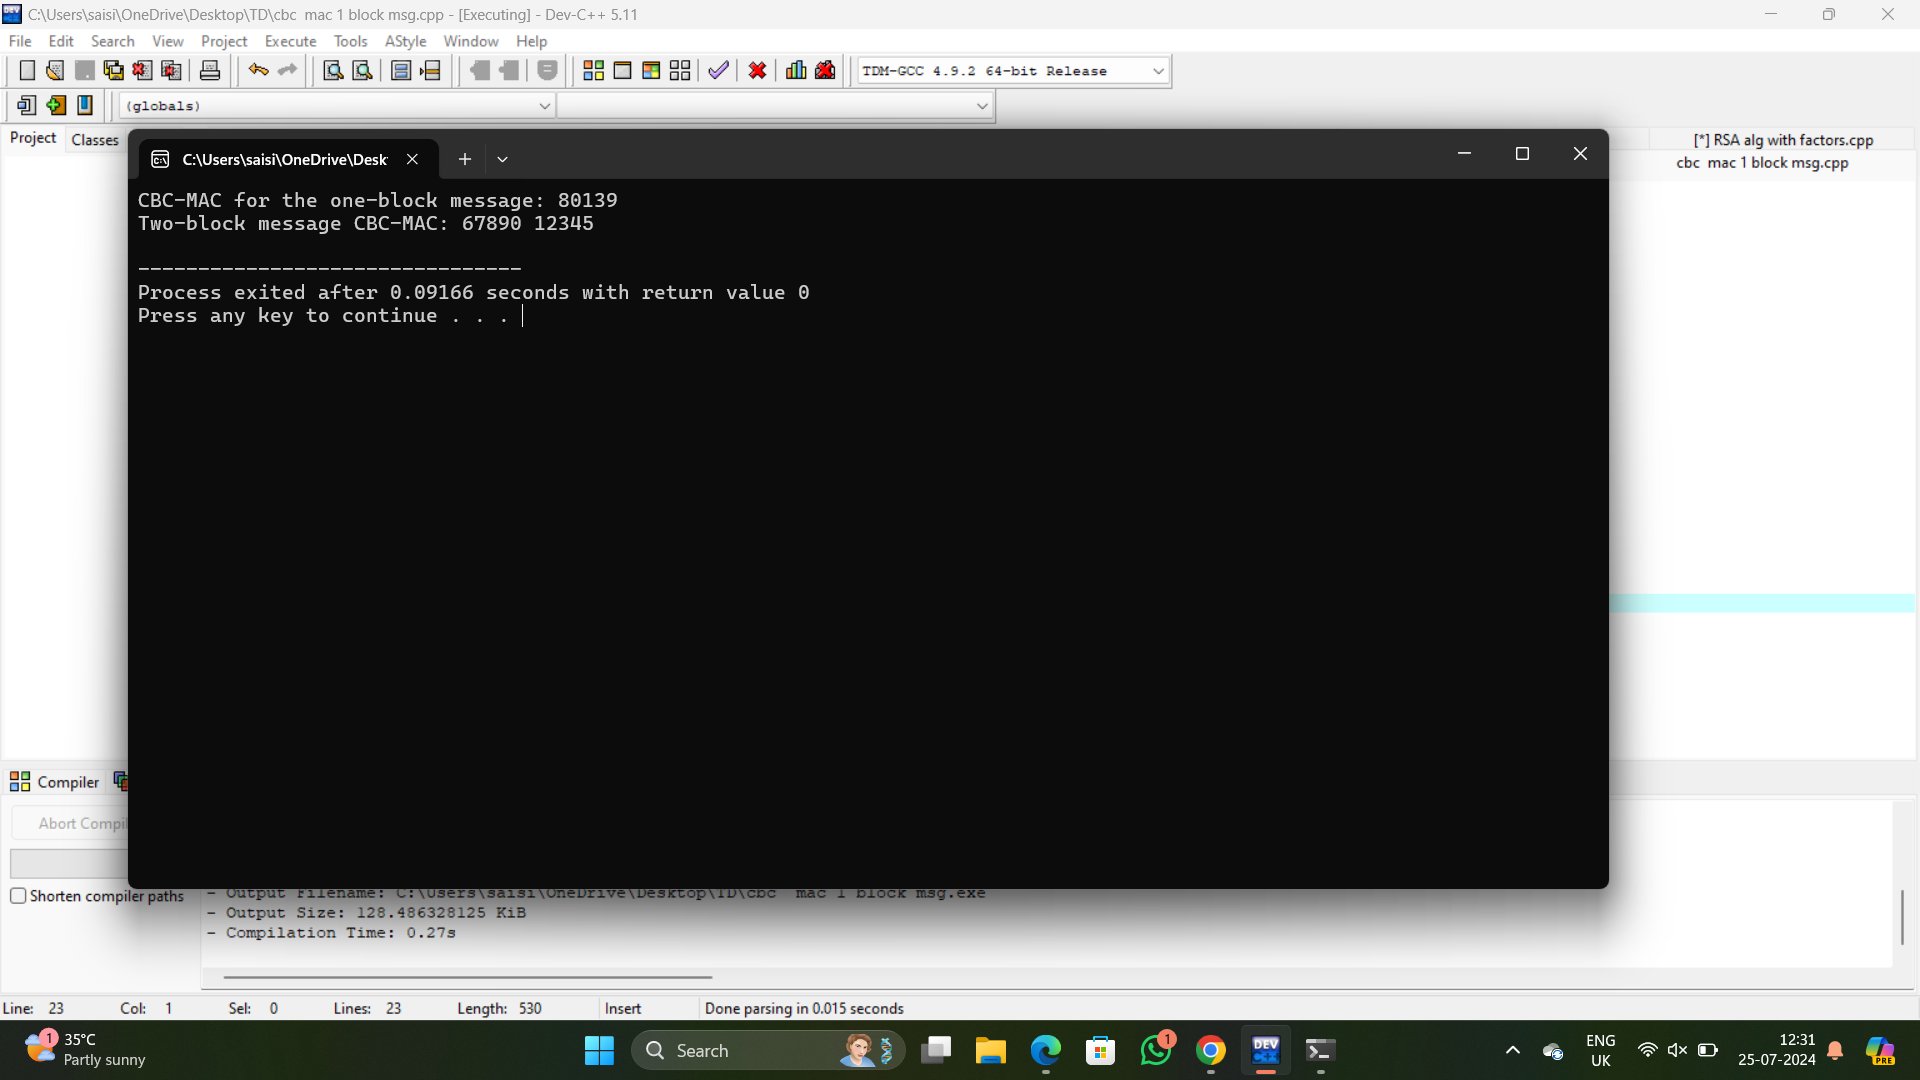 C:\Users\saisi\OneDrive\Desktop\TD\cbc  mac 1 block msg.cpp - [Executing] - Dev-C++ 5.11
File Edit Search View Project Execute Tools AStyle Window Help
TDM-GCC 4.9.2 64-bit Release
(globals)
Project Classes
[*] RSA alg with factors.cpp
cbc  mac 1 block msg.cpp
C:\Users\saisi\OneDrive\Desk
CBC-MAC for the one-block message: 80139
Two-block message CBC-MAC: 67890 12345
--------------------------------
Process exited after 0.09166 seconds with return value 0
Press any key to continue . . .
Compiler
Abort Compil
Shorten compiler paths
- Output Filename: C:\Users\saisi\OneDrive\Desktop\TD\cbc  mac 1 block msg.exe
- Output Size: 128.486328125 KiB
- Compilation Time: 0.27s
Line: 23 Col: 1 Sel: 0 Lines: 23 Length: 530 Insert Done parsing in 0.015 seconds
1
35°C
Partly sunny
Search
1
DEV
C++
PRE
ENG
UK
12:31
25-07-2024